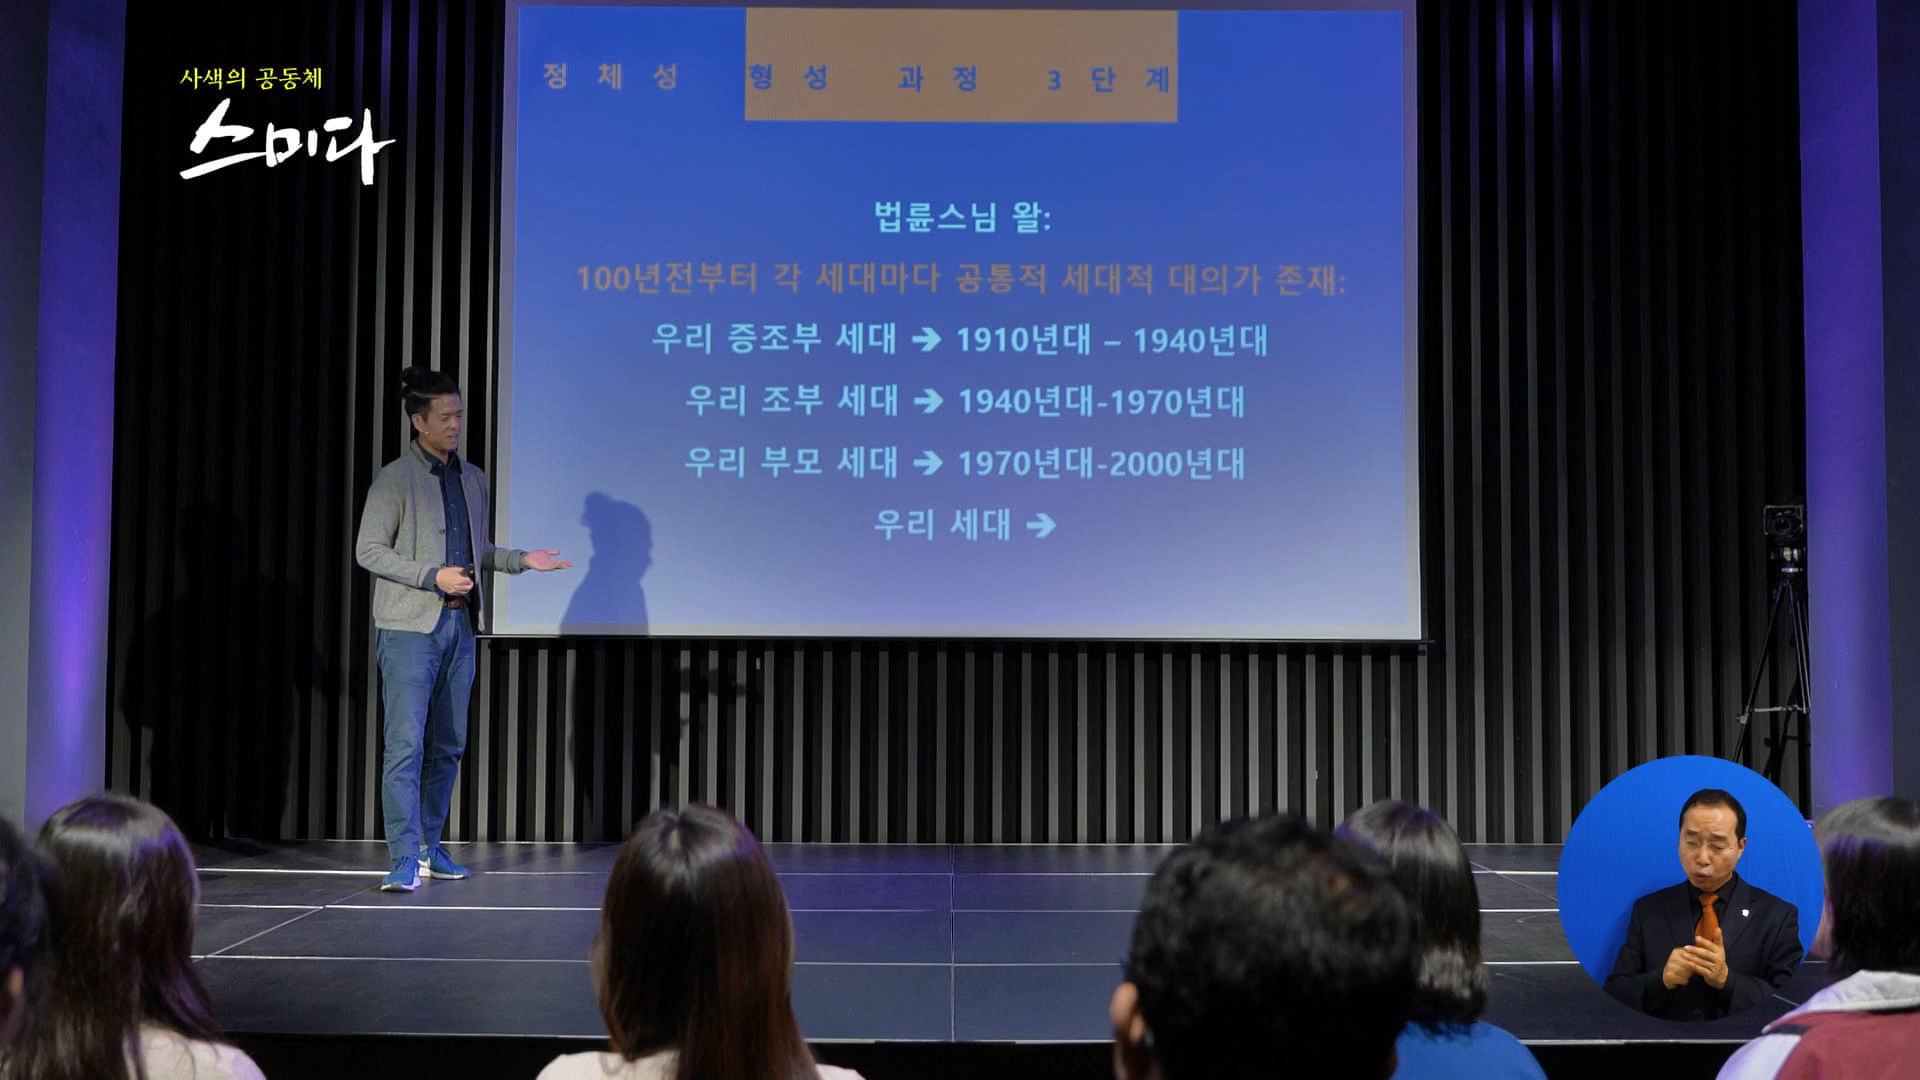 사색의 공동체
스미다
정 체 성 형 성 과 정 3 단 계
법륜스님 왈:
100년전부터 각 세대마다 공통적 세대적 대의가 존재:
우리 증조부 세대 ➔ 1910년대 – 1940년대
우리 조부 세대 ➔ 1940년대-1970년대
우리 부모 세대 ➔ 1970년대-2000년대
우리 세대 ➔